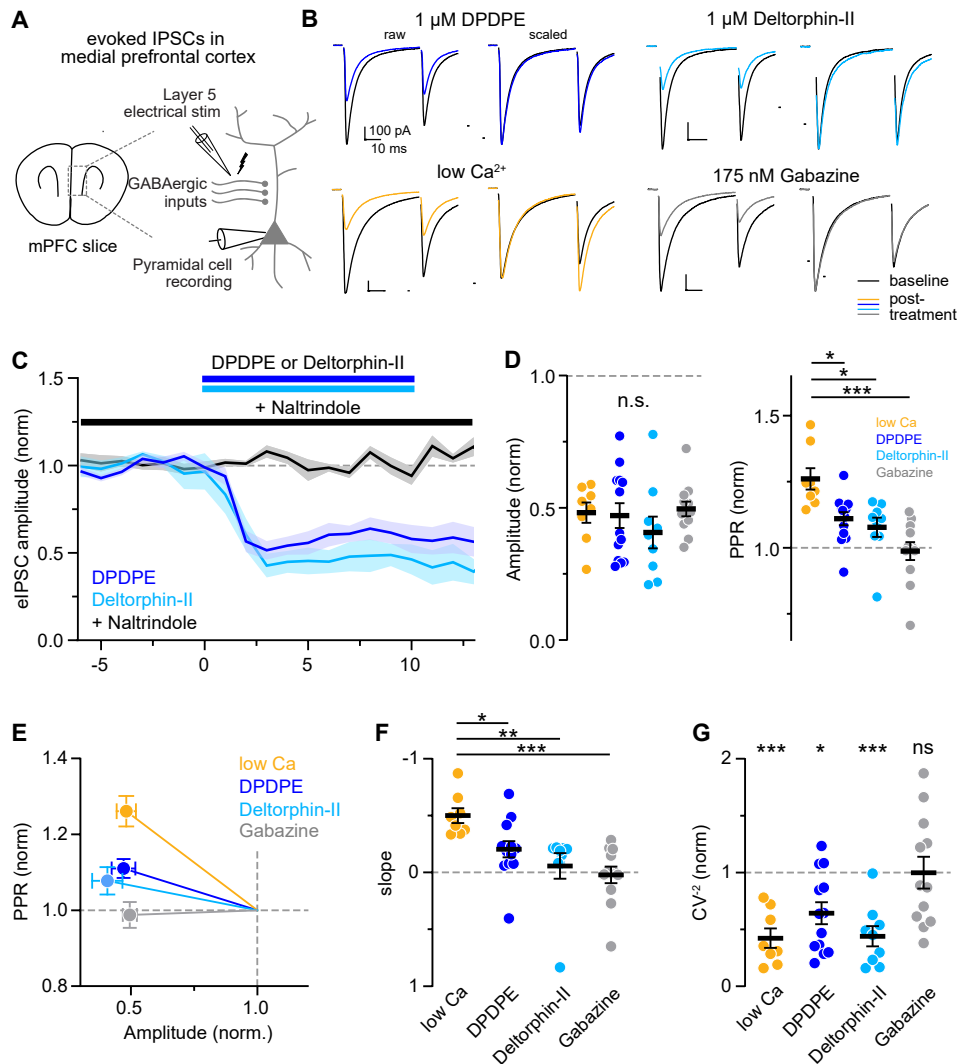 A
evoked IPSCs in
medial prefrontal cortex
Layer 5
electrical stim
GABAergic
inputs
mPFC slice
Pyramidal cell
recording
B
1 µM DPDPE
raw
scaled
100 pA
10 ms
1 µM Deltorphin-II
low Ca²⁺
175 nM Gabazine
baseline
post-
treatment
C
DPDPE or Deltorphin-II
+ Naltrindole
1.5
1.0
0.5
0.0
eIPSC amplitude (norm)
DPDPE
Deltorphin-II
+ Naltrindole
-5
0
5
10
D
1.0
0.5
0.0
Amplitude (norm)
n.s.
1.5
1.0
PPR (norm)
*
*
***
low Ca
DPDPE
Deltorphin-II
Gabazine
E
1.4
1.2
1.0
0.8
PPR (norm)
low Ca
DPDPE
Deltorphin-II
Gabazine
0.5
1.0
Amplitude (norm.)
F
*
**
***
-1
0
1
slope
low Ca
DPDPE
Deltorphin-II
Gabazine
G
2
1
0
CV⁻² (norm)
***
*
***
ns
low Ca
DPDPE
Deltorphin-II
Gabazine